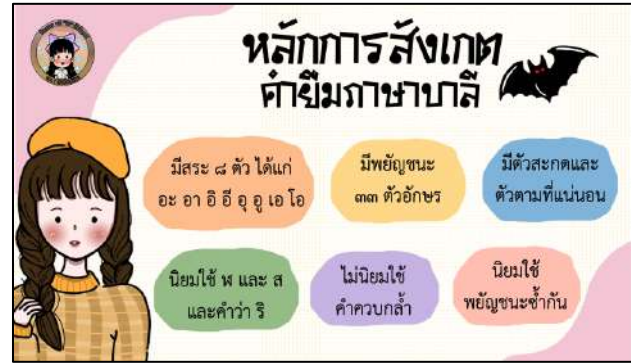 หลักการสังเกต
คำยืมภาษาบาลี
มีสระ ๘ ตัว ได้แก่
อะ อา อิ อี อุ อู เอ โอ
มีพยัญชนะ
๓๓ ตัวอักษร
มีตัวสะกดและ
ตัวตามที่แน่นอน
นิยมใช้ ฬ และ ส
และคำว่า ริ
ไม่นิยมใช้
คำควบกล้ำ
นิยมใช้
พยัญชนะซ้ำกัน